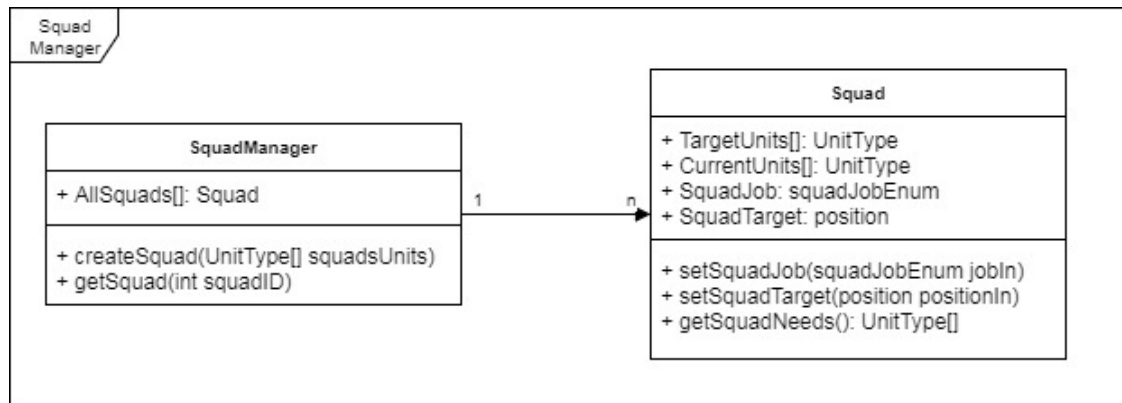 Squad
Manager
SquadManager
+ AllSquads[]: Squad
+ createSquad(UnitType[] squadsUnits)
+ getSquad(int squadID)
1
n
Squad
+ TargetUnits[]: UnitType
+ CurrentUnits[]: UnitType
+ SquadJob: squadJobEnum
+ SquadTarget: position
+ setSquadJob(squadJobEnum jobIn)
+ setSquadTarget(position positionIn)
+ getSquadNeeds(): UnitType[]